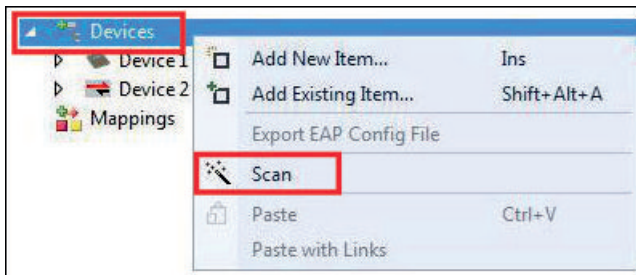 Devices
Device 1
Device 2
Mappings
Add New Item... Ins
Add Existing Item... Shift+Alt+A
Export EAP Config File
Scan
Paste Ctrl+V
Paste with Links